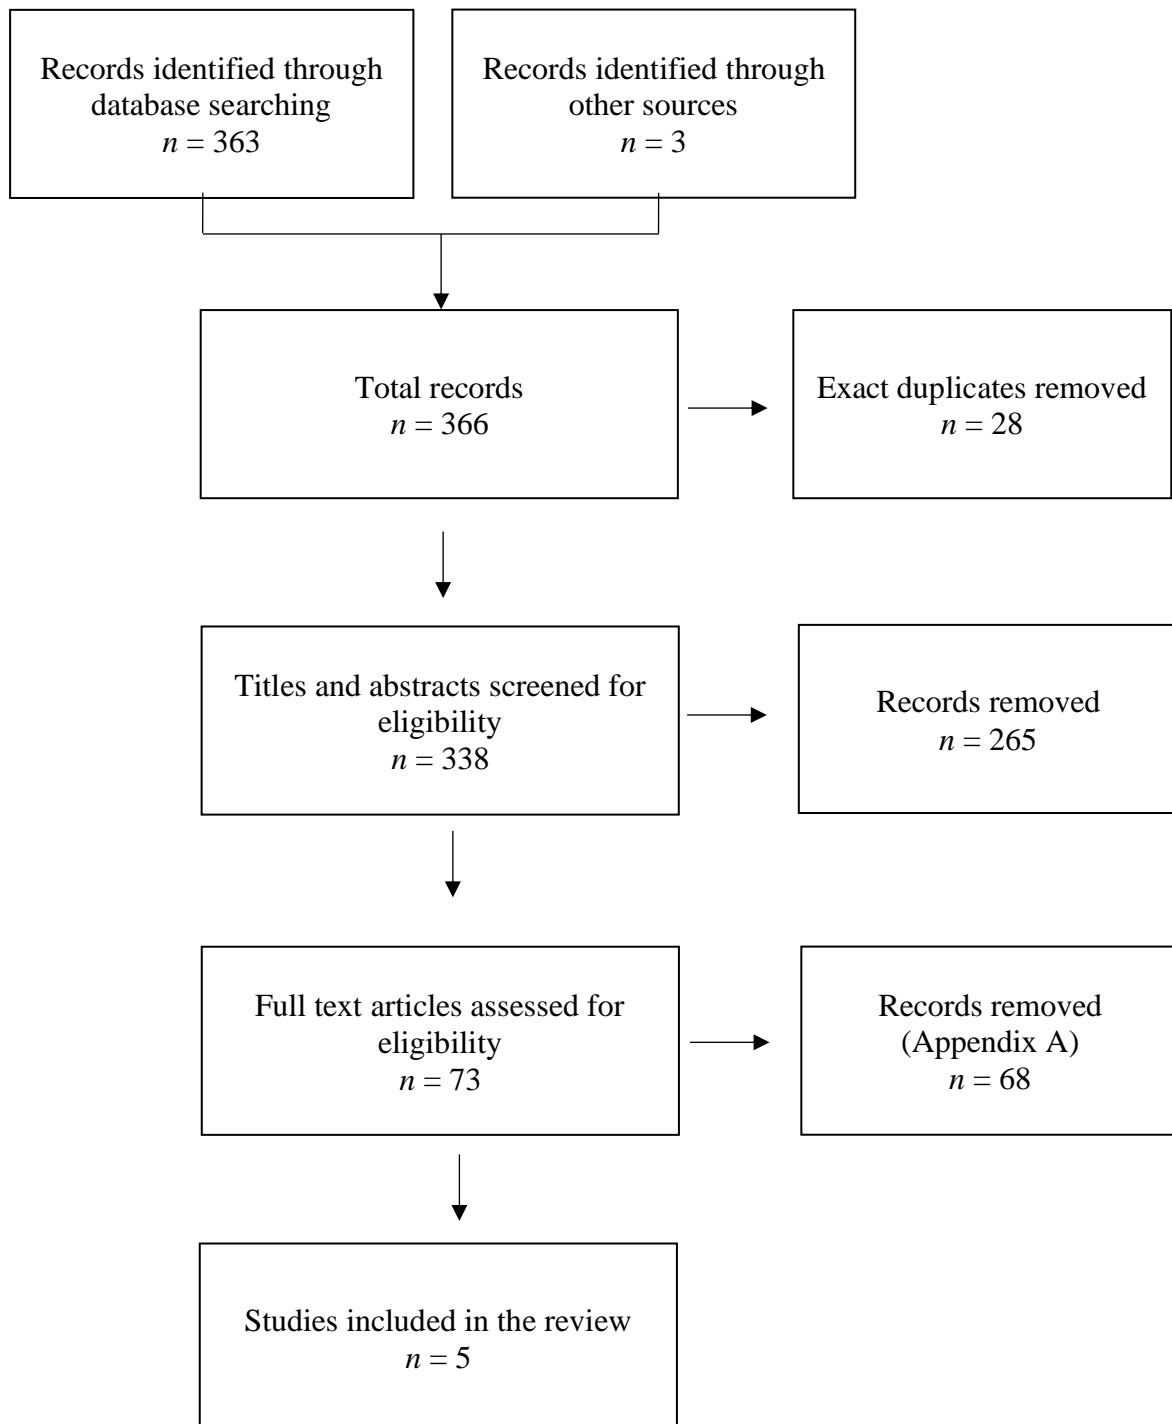 Records identified through
database searching
n = 363
Records identified through
other sources
n = 3
Total records
n = 366
Exact duplicates removed
n = 28
Titles and abstracts screened for
eligibility
n = 338
Records removed
n = 265
Full text articles assessed for
eligibility
n = 73
Records removed
(Appendix A)
n = 68
Studies included in the review
n = 5